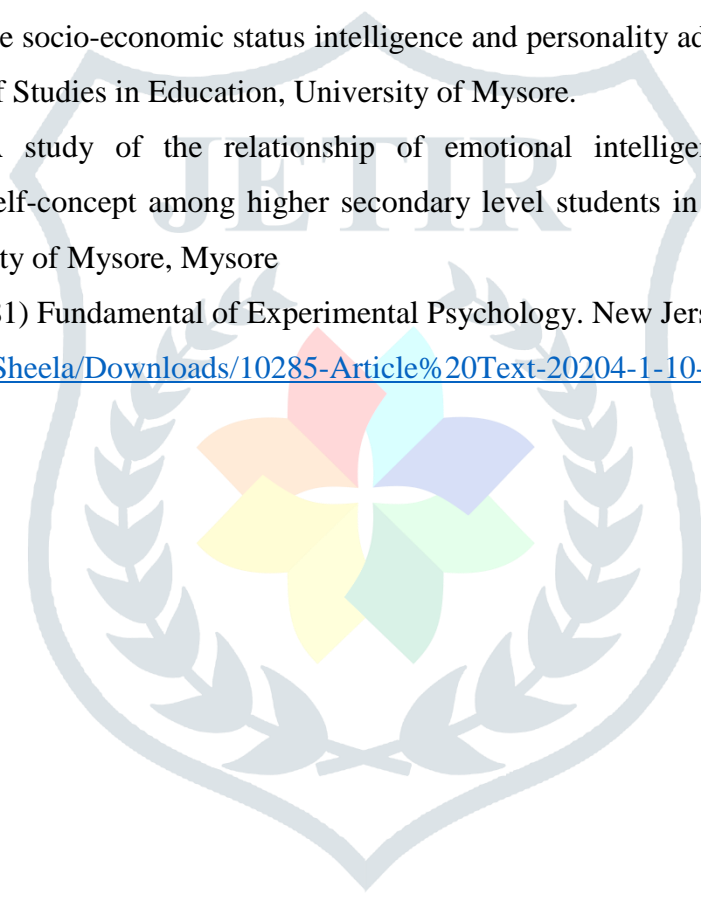 e socio-economic status intelligence and personality ad
f Studies in Education, University of Mysore.
A study of the relationship of emotional intellige
elf-concept among higher secondary level students in
ty of Mysore, Mysore
1) Fundamental of Experimental Psychology. New Jers
Sheela/Downloads/10285-Article%20Text-20204-1-10-
JETIR